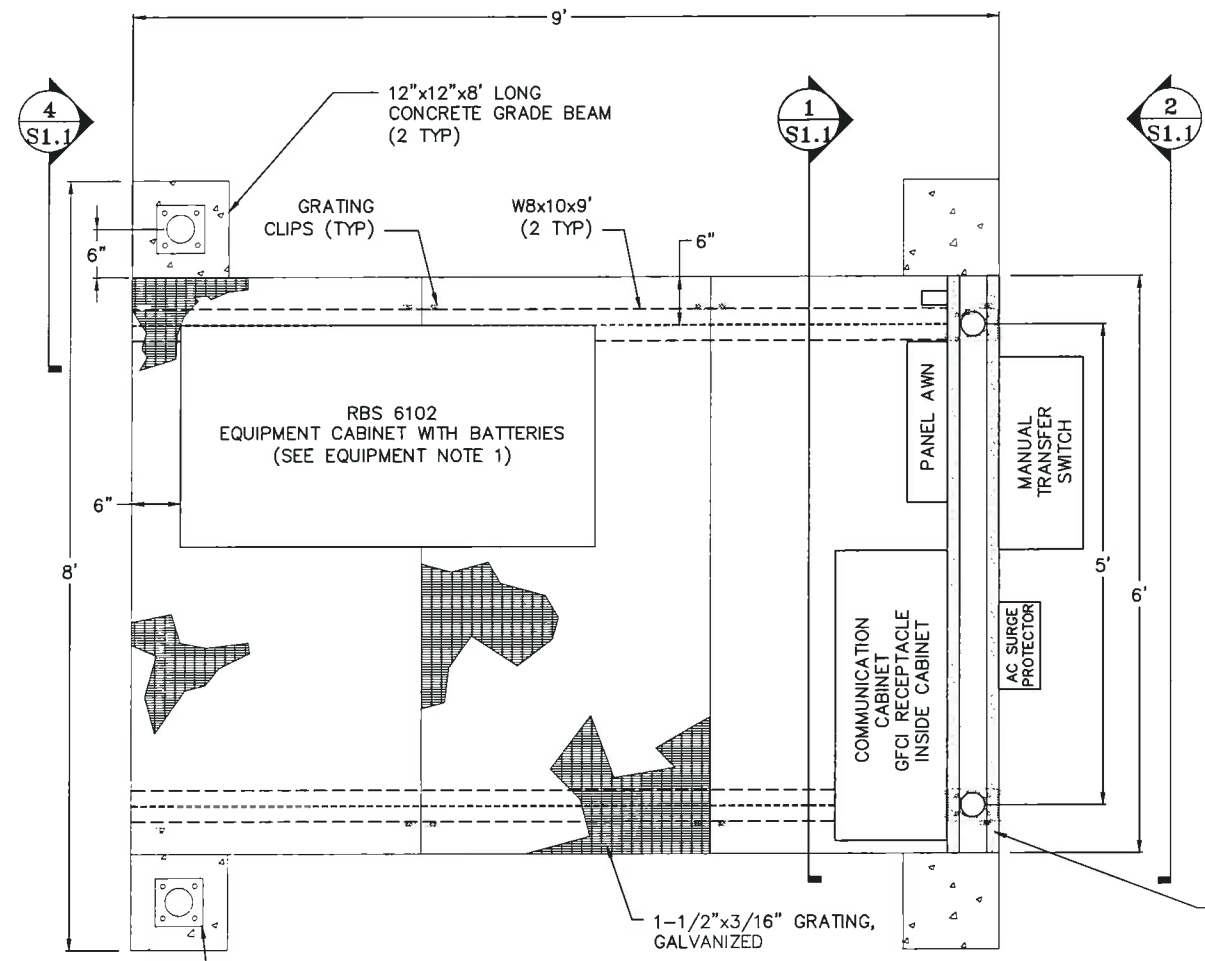 9'
12"x12"x8' LONG
CONCRETE GRADE BEAM
(2 TYP)
4
S1.1
1
S1.1
2
S1.1
GRATING
CLIPS (TYP)
W8x10x9'
(2 TYP)
6"
6"
RBS 6102
EQUIPMENT CABINET WITH BATTERIES
(SEE EQUIPMENT NOTE 1)
PANEL AWN
MANUAL
TRANSFER
SWITCH
6"
8'
5'
6'
COMMUNICATION
CABINET
GFCI RECEPTACLE
INSIDE CABINET
AC SURGE
PROTECTOR
1-1/2"x3/16" GRATING,
GALVANIZED